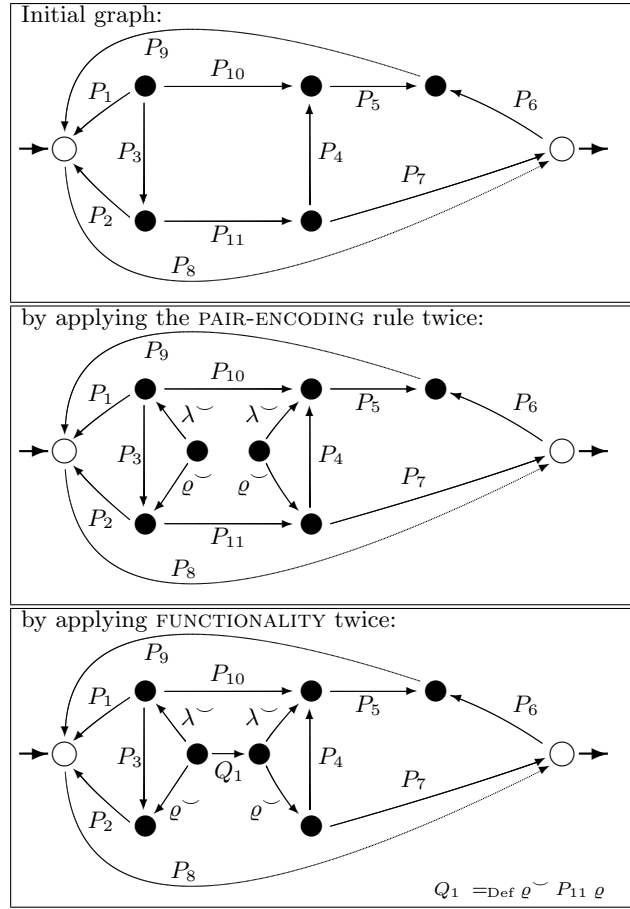 Initial graph:
P₉
P₁₀
P₅
P₁
P₆
P₃
P₄
P₇
P₂
P₁₁
P₈
by applying the PAIR-ENCODING rule twice:
P₉
P₁₀
P₅
P₁
λ⌣
λ⌣
P₆
P₃
P₄
ϱ⌣
ϱ⌣
P₇
P₂
P₁₁
P₈
by applying FUNCTIONALITY twice:
P₉
P₁₀
P₅
P₁
λ⌣
λ⌣
P₆
P₃
Q₁
P₄
P₇
ϱ⌣
ϱ⌣
P₂
P₈
Q₁ =Def ϱ⌣ P₁₁ ϱ